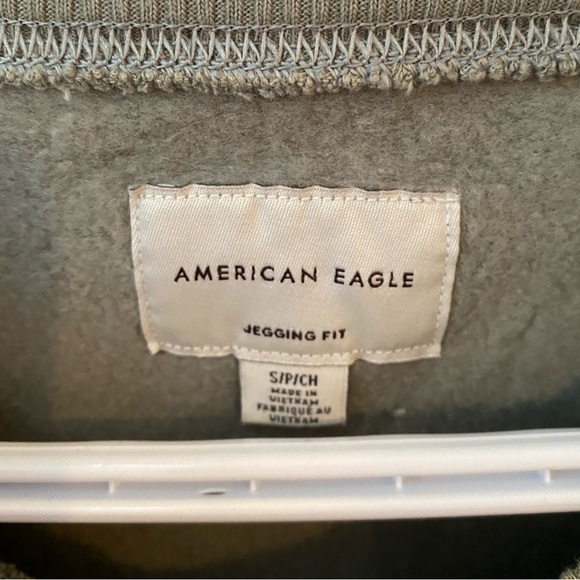 AMERICAN EAGLE
JEGGING FIT
S/P/CH
MADE IN
VIETNAM
FABRIQUÉ AU
VIETNAM